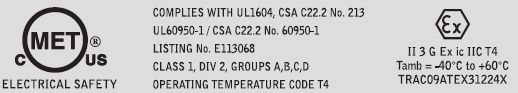 MET
®
C US
ELECTRICAL SAFETY
COMPLIES WITH UL1604, CSA C22.2 No. 213
UL60950-1 / CSA C22.2 No. 60950-1
LISTING No. E113068
CLASS 1, DIV 2, GROUPS A,B,C,D
OPERATING TEMPERATURE CODE T4
Ex
II 3 G Ex ic IIC T4
Tamb = -40°C to +60°C
TRAC09ATEX31224X